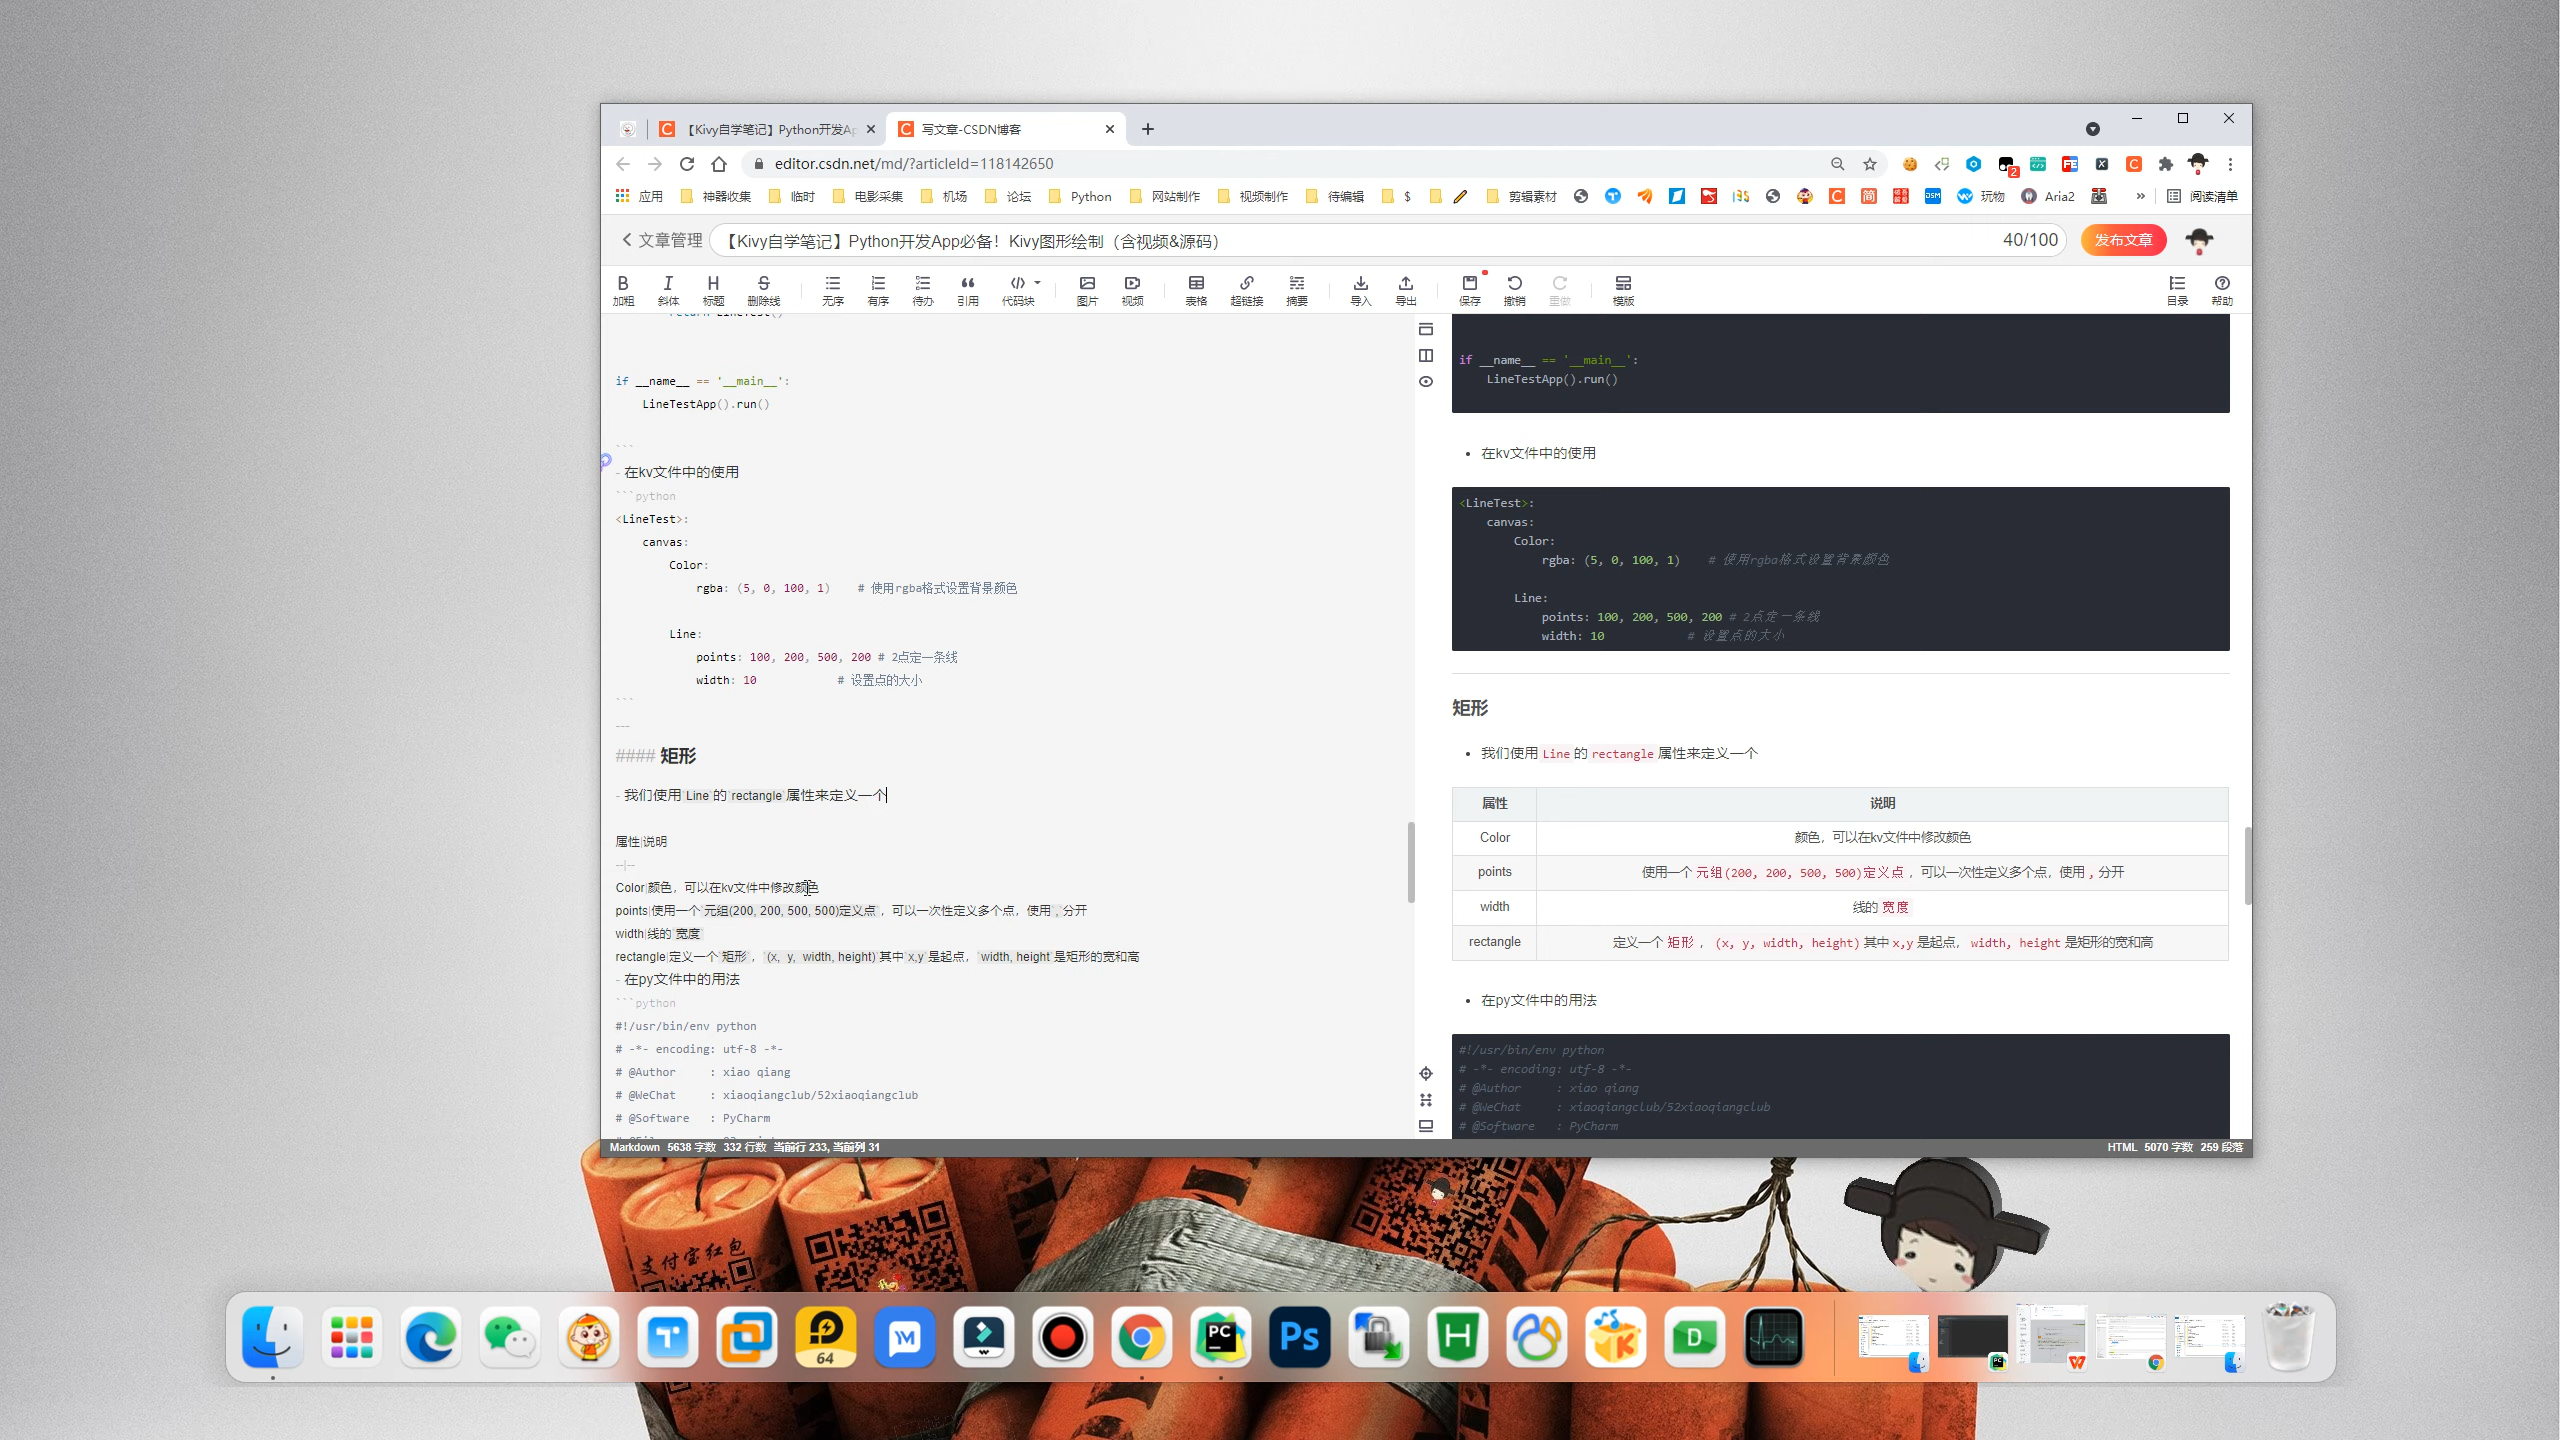 【Kivy自学笔记】Python开发Ap
写文章-CSDN博客
editor.csdn.net/md/?articleId=118142650
2
应用 神器收集 临时 电影采集 机场 论坛 Python 网站制作 视频制作 待编辑 $ 剪辑素材 玩物 Aria2 » 阅读清单
文章管理 【Kivy自学笔记】Python开发App必备！Kivy图形绘制（含视频&源码） 40/100 发布文章
加粗 斜体 标题 删除线 无序 有序 待办 引用 代码块 图片 视频 表格 超链接 摘要 导入 导出 保存 撤销 重做 模版 目录 帮助
return LineTest()
if __name__ == '__main__':
LineTestApp().run()
```
- 在kv文件中的使用
```python
<LineTest>:
canvas:
Color:
rgba: (5, 0, 100, 1) # 使用rgba格式设置背景颜色
Line:
points: 100, 200, 500, 200 # 2点定一条线
width: 10 # 设置点的大小
```
---
#### 矩形
- 我们使用`Line`的`rectangle`属性来定义一个
属性|说明
--|--
Color|颜色，可以在kv文件中修改颜色
points|使用一个`元组(200, 200, 500, 500)定义点`，可以一次性定义多个点，使用`,`分开
width|线的`宽度`
rectangle|定义一个`矩形`，`(x, y, width, height)`其中`x,y`是起点，`width, height`是矩形的宽和高
- 在py文件中的用法
```python
#!/usr/bin/env python
# -*- encoding: utf-8 -*-
# @Author : xiao qiang
# @WeChat : xiaoqiangclub/52xiaoqiangclub
# @Software : PyCharm
if __name__ == '__main__':
LineTestApp().run()
• 在kv文件中的使用
<LineTest>:
canvas:
Color:
rgba: (5, 0, 100, 1) # 使用rgba格式设置背景颜色
Line:
points: 100, 200, 500, 200 # 2点定一条线
width: 10 # 设置点的大小
矩形
• 我们使用 Line 的 rectangle 属性来定义一个
属性 说明
Color 颜色，可以在kv文件中修改颜色
points 使用一个 元组(200, 200, 500, 500)定义点 ，可以一次性定义多个点，使用 , 分开
width 线的 宽度
rectangle 定义一个 矩形 ， (x, y, width, height) 其中 x,y 是起点， width, height 是矩形的宽和高
• 在py文件中的用法
#!/usr/bin/env python
# -*- encoding: utf-8 -*-
# @Author : xiao qiang
# @WeChat : xiaoqiangclub/52xiaoqiangclub
# @Software : PyCharm
Markdown 5638 字数 332 行数 当前行 233, 当前列 31
HTML 5070 字数 259 段落
支付宝红包
64
PC
Ps
H
K
D